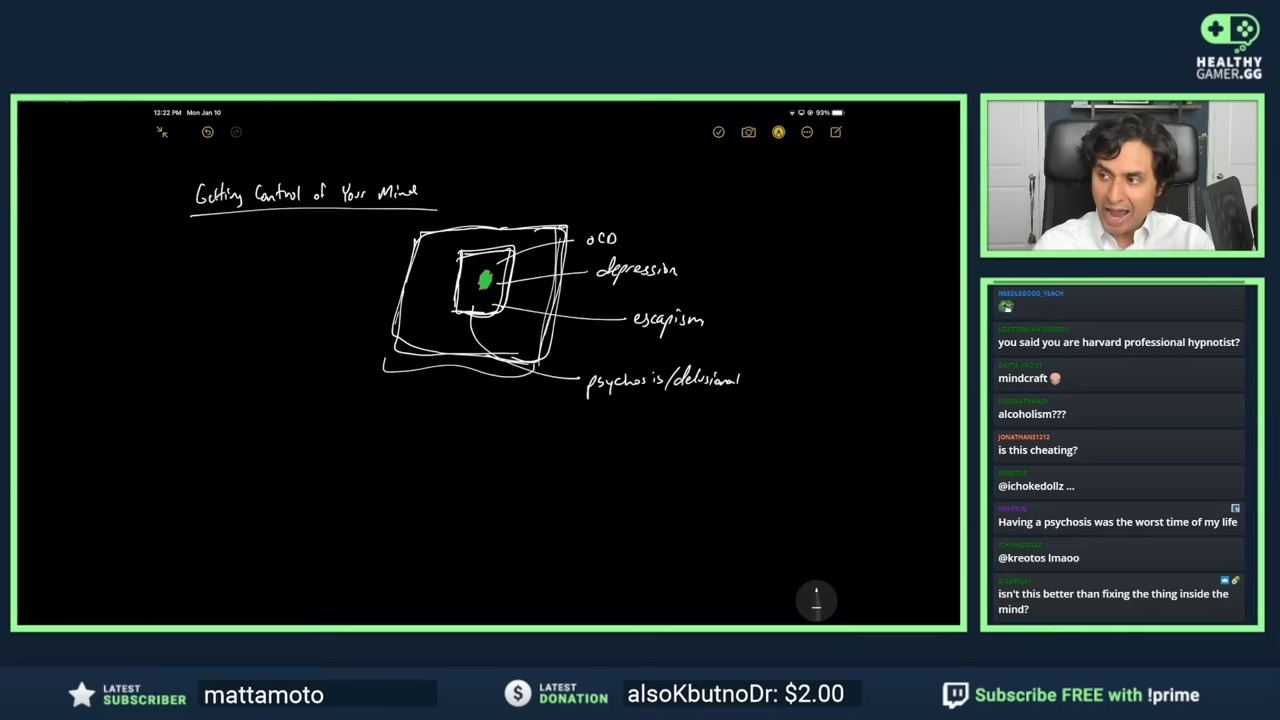 HEALTHY
GAMER.GG
12:22 PM Mon Jan 10
93%
Getting Control of Your Mind
OCD
depression
escapism
psychosis/delusional
NEEDLEGOOO_YEACH
you said you are harvard professional hypnotist?
mindcraft
alcoholism???
JONATHANS1212
is this cheating?
@ichokedollz ...
Having a psychosis was the worst time of my life
@kreotos lmaoo
isn't this better than fixing the thing inside the
mind?
LATEST
SUBSCRIBER
mattamoto
$
LATEST
DONATION
alsoKbutnoDr: $2.00
Subscribe FREE with !prime